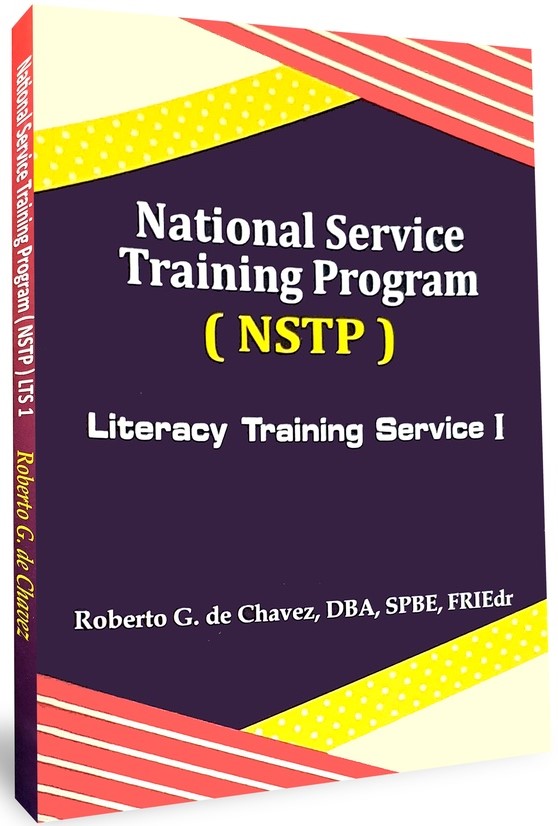 National Service
Training Program
( NSTP )
Literacy Training Service I
Roberto G. de Chavez, DBA, SPBE, FRIEdr
National Service Training Program ( NSTP ) LTS 1
Roberto G. de Chavez